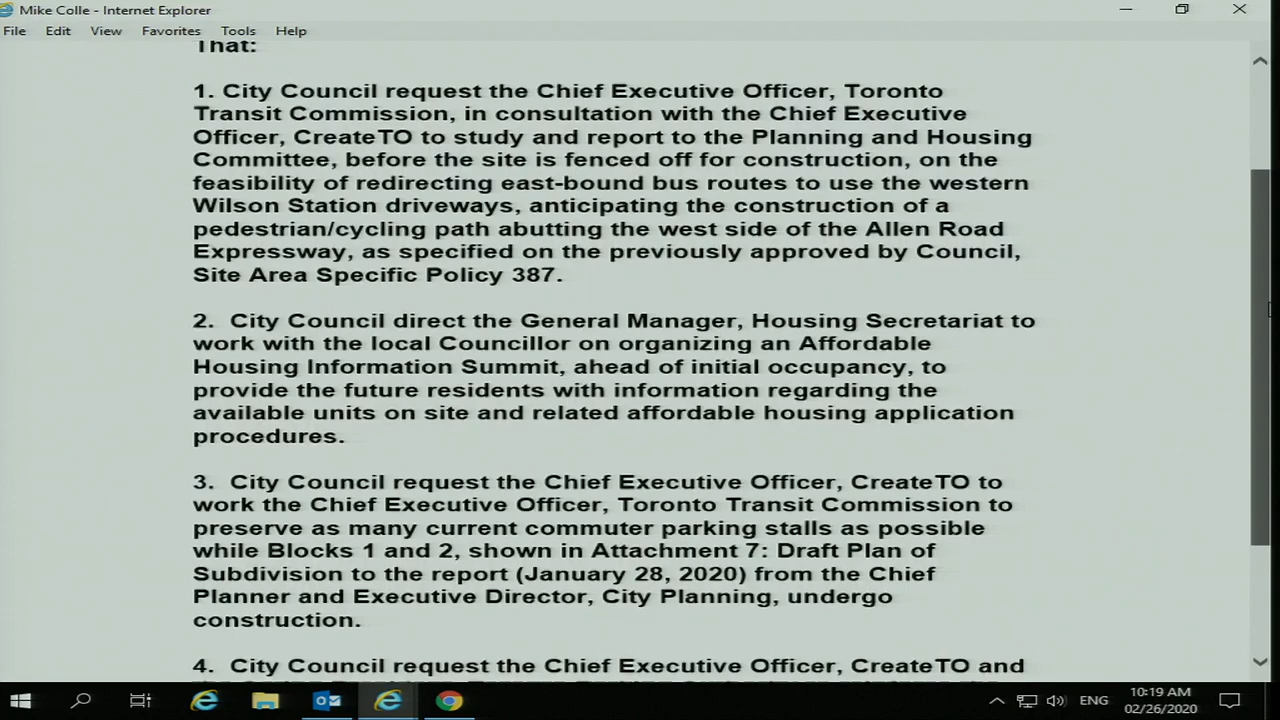 Mike Colle - Internet Explorer
File Edit View Favorites Tools Help
That:
1. City Council request the Chief Executive Officer, Toronto
Transit Commission, in consultation with the Chief Executive
Officer, CreateTO to study and report to the Planning and Housing
Committee, before the site is fenced off for construction, on the
feasibility of redirecting east-bound bus routes to use the western
Wilson Station driveways, anticipating the construction of a
pedestrian/cycling path abutting the west side of the Allen Road
Expressway, as specified on the previously approved by Council,
Site Area Specific Policy 387.
2. City Council direct the General Manager, Housing Secretariat to
work with the local Councillor on organizing an Affordable
Housing Information Summit, ahead of initial occupancy, to
provide the future residents with information regarding the
available units on site and related affordable housing application
procedures.
3. City Council request the Chief Executive Officer, CreateTO to
work the Chief Executive Officer, Toronto Transit Commission to
preserve as many current commuter parking stalls as possible
while Blocks 1 and 2, shown in Attachment 7: Draft Plan of
Subdivision to the report (January 28, 2020) from the Chief
Planner and Executive Director, City Planning, undergo
construction.
4. City Council request the Chief Executive Officer, CreateTO and
ENG
10:19 AM
02/26/2020